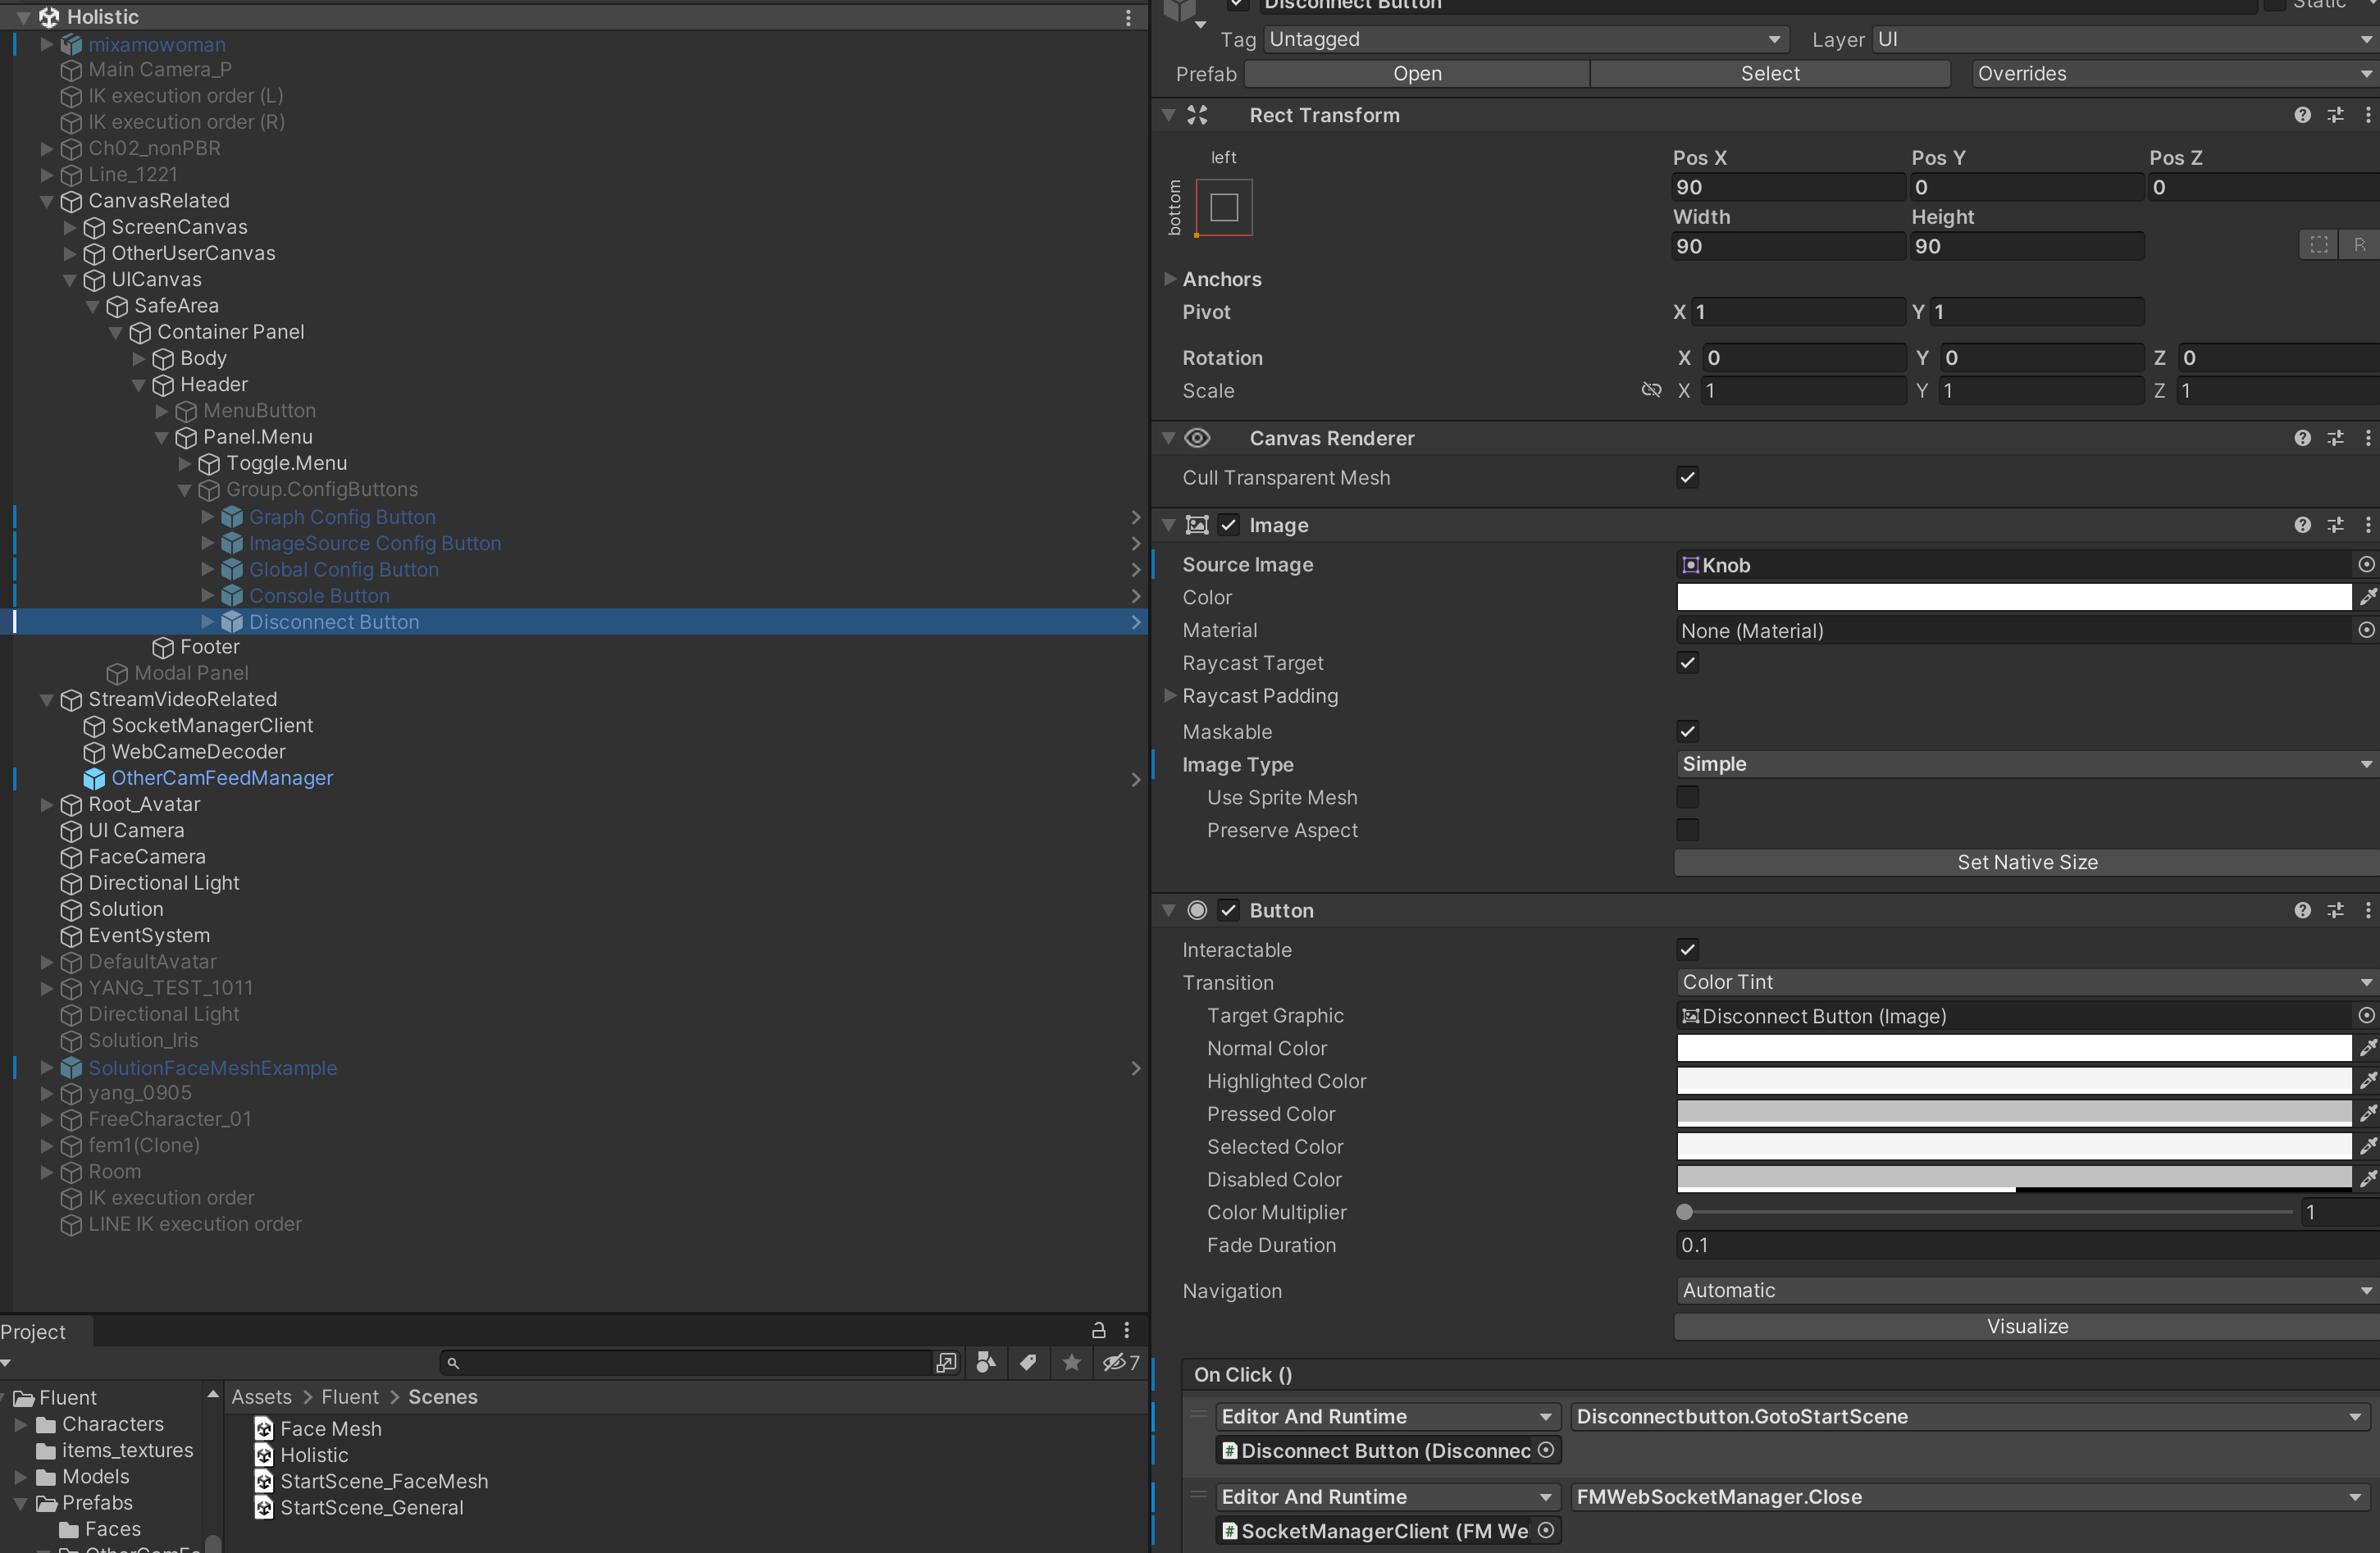 Holistic
mixamowoman
Main Camera_P
IK execution order (L)
IK execution order (R)
Ch02_nonPBR
Line_1221
CanvasRelated
ScreenCanvas
OtherUserCanvas
UICanvas
SafeArea
Container Panel
Body
Header
MenuButton
Panel.Menu
Toggle.Menu
Group.ConfigButtons
Graph Config Button
ImageSource Config Button
Global Config Button
Console Button
Disconnect Button
Footer
Modal Panel
StreamVideoRelated
SocketManagerClient
WebCameDecoder
OtherCamFeedManager
Root_Avatar
UI Camera
FaceCamera
Directional Light
Solution
EventSystem
DefaultAvatar
YANG_TEST_1011
Directional Light
Solution_Iris
SolutionFaceMeshExample
yang_0905
FreeCharacter_01
fem1(Clone)
Room
IK execution order
LINE IK execution order
Project
7
Fluent
Characters
items_textures
Models
Prefabs
Faces
OtherCamFe
Assets > Fluent > Scenes
Face Mesh
Holistic
StartScene_FaceMesh
StartScene_General
Disconnect Button Static
Tag Untagged Layer UI
Prefab Open Select Overrides
Rect Transform
left
bottom
Pos X Pos Y Pos Z
90 0 0
Width Height
90 90
R
Anchors
Pivot X 1 Y 1
Rotation X 0 Y 0 Z 0
Scale X 1 Y 1 Z 1
Canvas Renderer
Cull Transparent Mesh
Image
Source Image Knob
Color
Material None (Material)
Raycast Target
Raycast Padding
Maskable
Image Type Simple
Use Sprite Mesh
Preserve Aspect
Set Native Size
Button
Interactable
Transition Color Tint
Target Graphic Disconnect Button (Image)
Normal Color
Highlighted Color
Pressed Color
Selected Color
Disabled Color
Color Multiplier 1
Fade Duration 0.1
Navigation Automatic
Visualize
On Click ()
Editor And Runtime Disconnectbutton.GotoStartScene
Disconnect Button (Disconnec
Editor And Runtime FMWebSocketManager.Close
SocketManagerClient (FM We